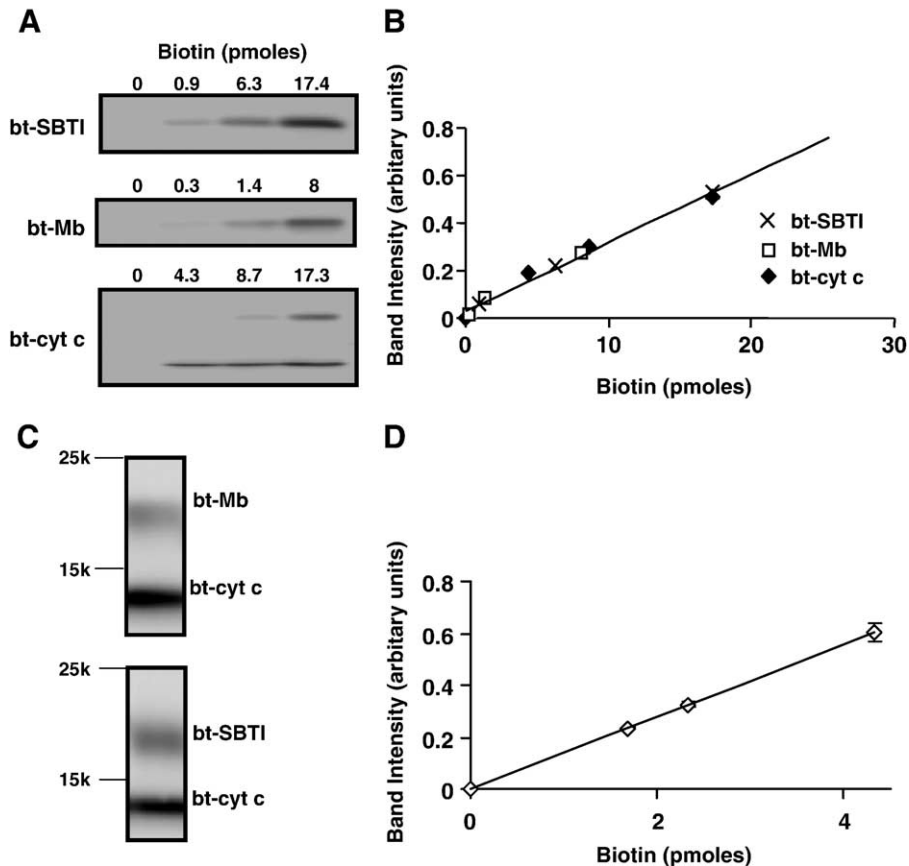 A
Biotin (pmoles)
0 0.9 6.3 17.4
bt-SBTI
0 0.3 1.4 8
bt-Mb
0 4.3 8.7 17.3
bt-cyt c
B
Band Intensity (arbitary units)
0.8
0.6
0.4
0.2
0
0 10 20 30
Biotin (pmoles)
bt-SBTI
bt-Mb
bt-cyt c
C
25k
bt-Mb
15k
bt-cyt c
25k
bt-SBTI
15k
bt-cyt c
D
Band Intensity (arbitary units)
0.8
0.6
0.4
0.2
0
0 2 4
Biotin (pmoles)